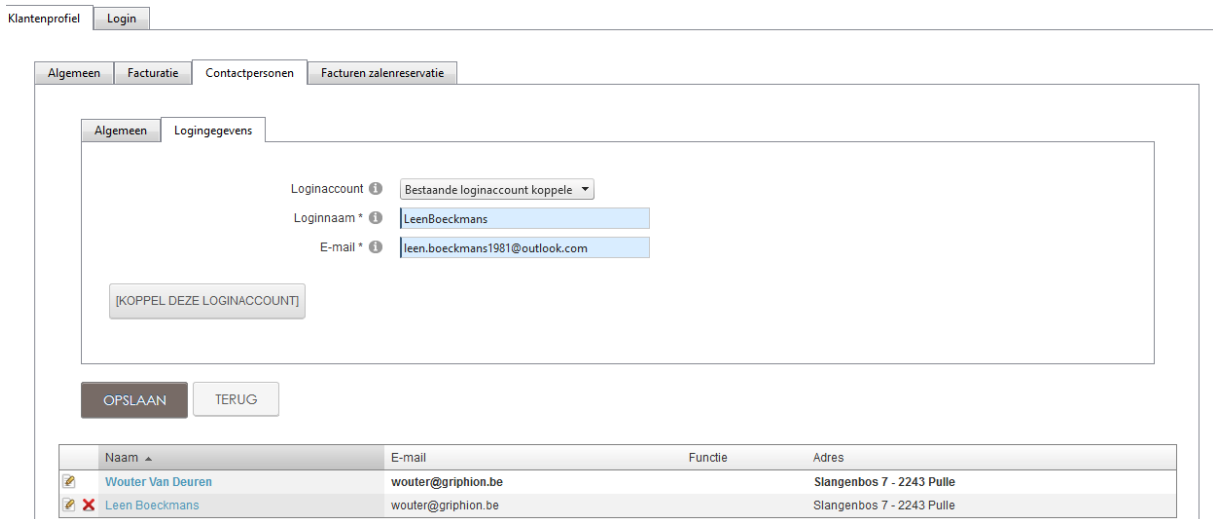 Klantenprofiel Login
Algemeen Facturatie Contactpersonen Facturen zalenreservatie
Algemeen Logingegevens
Loginaccount Bestaande loginaccount koppele
Loginnaam * LeenBoeckmans
E-mail * leen.boeckmans1981@outlook.com
[KOPPEL DEZE LOGINACCOUNT]
OPSLAAN TERUG
Naam E-mail Functie Adres
Wouter Van Deuren wouter@griphion.be Slangenbos 7 - 2243 Pulle
Leen Boeckmans wouter@griphion.be Slangenbos 7 - 2243 Pulle